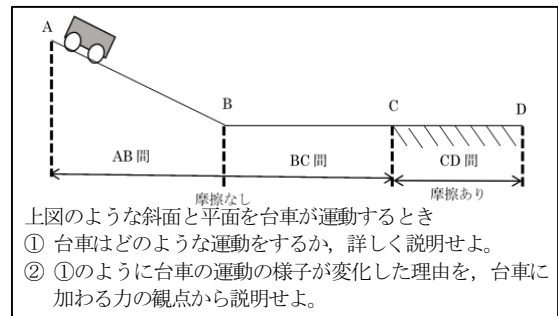 A
B
C
D
AB 間
BC 間
CD 間
摩擦なし
摩擦あり
上図のような斜面と平面を台車が運動するとき
① 台車はどのような運動をするか，詳しく説明せよ。
② ①のように台車の運動の様子が変化した理由を，台車に
加わる力の観点から説明せよ。